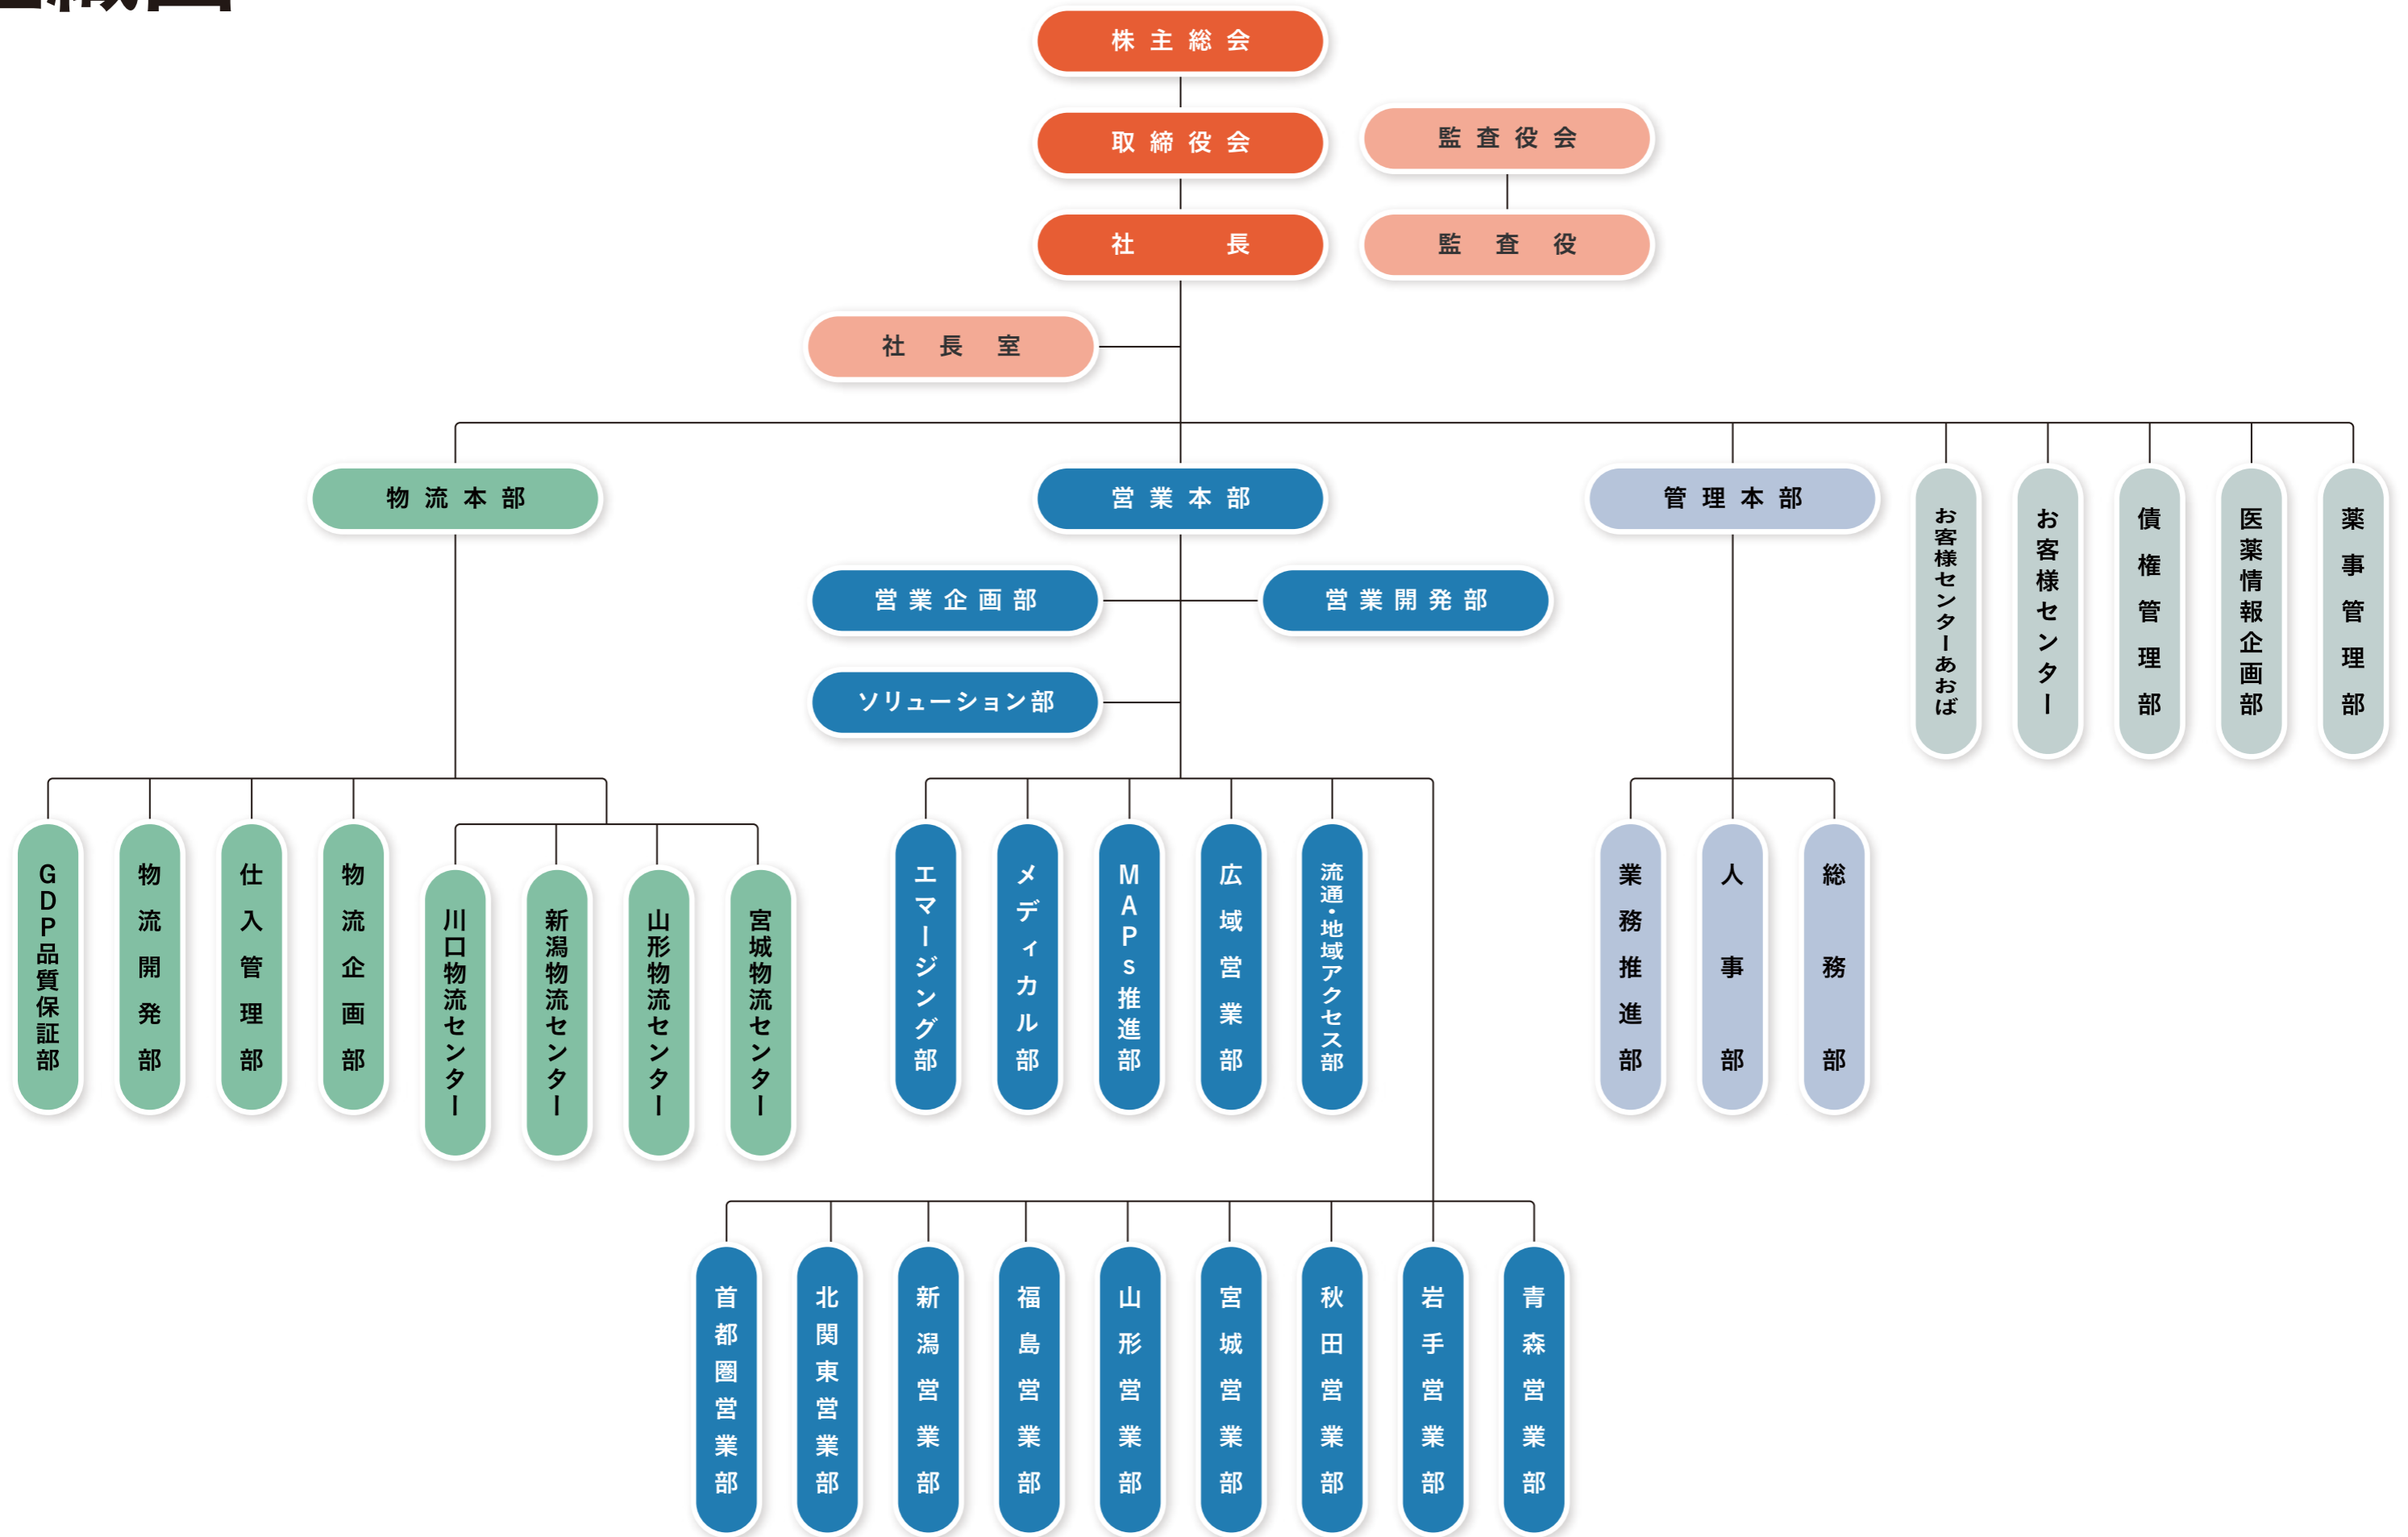 株主総会
取締役会
監査役会
社長
監査役
社長室
物流本部
営業本部
管理本部
お客様センターあおば
お客様センター
債権管理部
医薬情報企画部
薬事管理部
営業企画部
営業開発部
ソリューション部
GDP品質保証部
物流開発部
仕入管理部
物流企画部
川口物流センター
新潟物流センター
山形物流センター
宮城物流センター
エマージング部
メディカル部
MAPs推進部
広域営業部
流通・地域アクセス部
業務推進部
人事部
総務部
首都圏営業部
北関東営業部
新潟営業部
福島営業部
山形営業部
宮城営業部
秋田営業部
岩手営業部
青森営業部